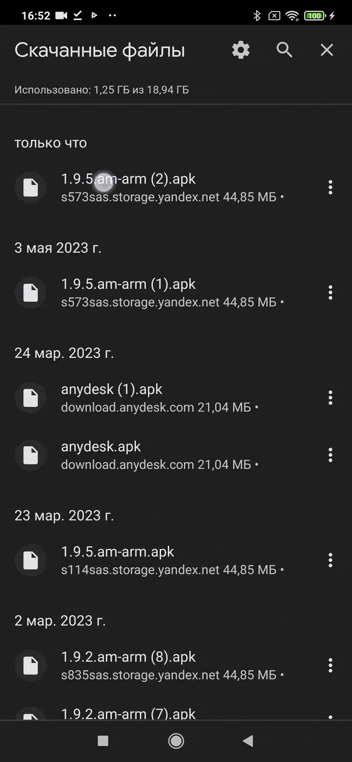 16:52
100
Скачанные файлы
Использовано: 1,25 ГБ из 18,94 ГБ
только что
1.9.5.am-arm (2).apk
s573sas.storage.yandex.net 44,85 МБ •
3 мая 2023 г.
1.9.5.am-arm (1).apk
s573sas.storage.yandex.net 44,85 МБ •
24 мар. 2023 г.
anydesk (1).apk
download.anydesk.com 21,04 МБ •
anydesk.apk
download.anydesk.com 21,04 МБ •
23 мар. 2023 г.
1.9.5.am-arm.apk
s114sas.storage.yandex.net 44,85 МБ •
2 мар. 2023 г.
1.9.2.am-arm (8).apk
s835sas.storage.yandex.net 44,85 МБ •
1.9.2.am-arm (7).apk